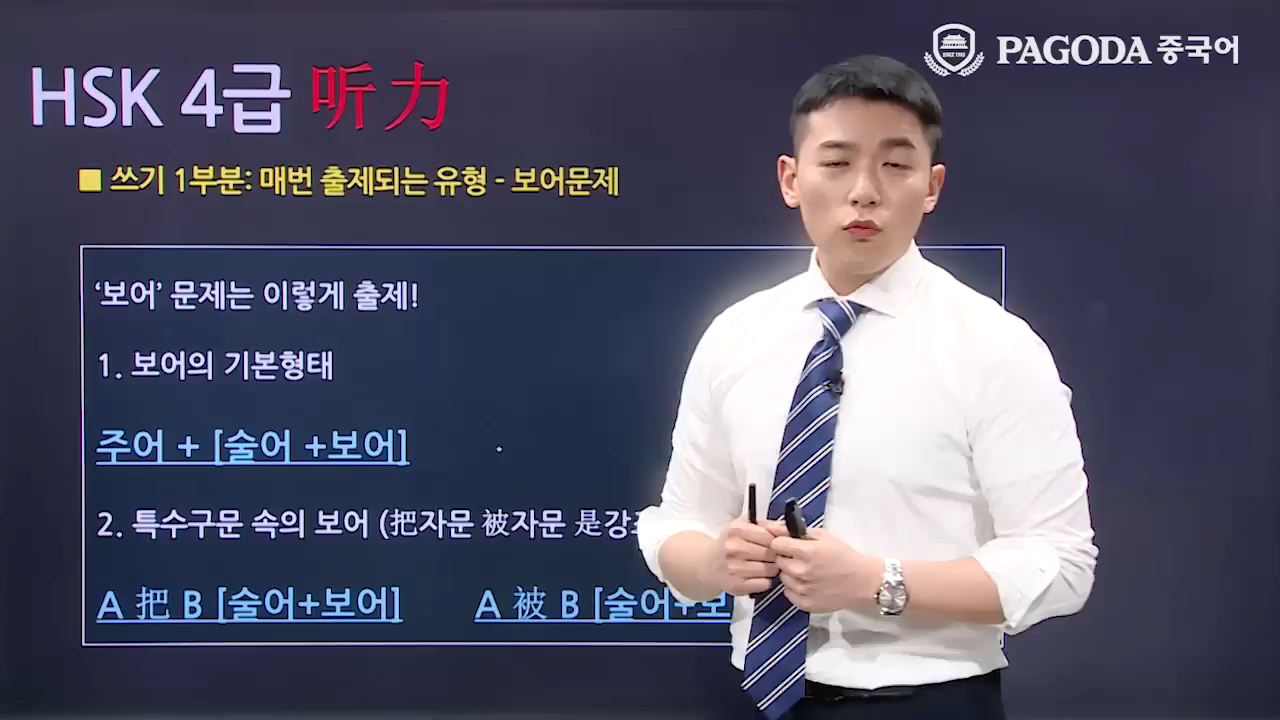 PAGODA 중국어
SINCE 1983
HSK 4급 听力
■ 쓰기 1부분: 매번 출제되는 유형 - 보어문제
‘보어’ 문제는 이렇게 출제!
1. 보어의 기본형태
주어 + [술어 +보어]
2. 특수구문 속의 보어 (把자문 被자문 是강조
A 把 B [술어+보어] A 被 B [술어+보